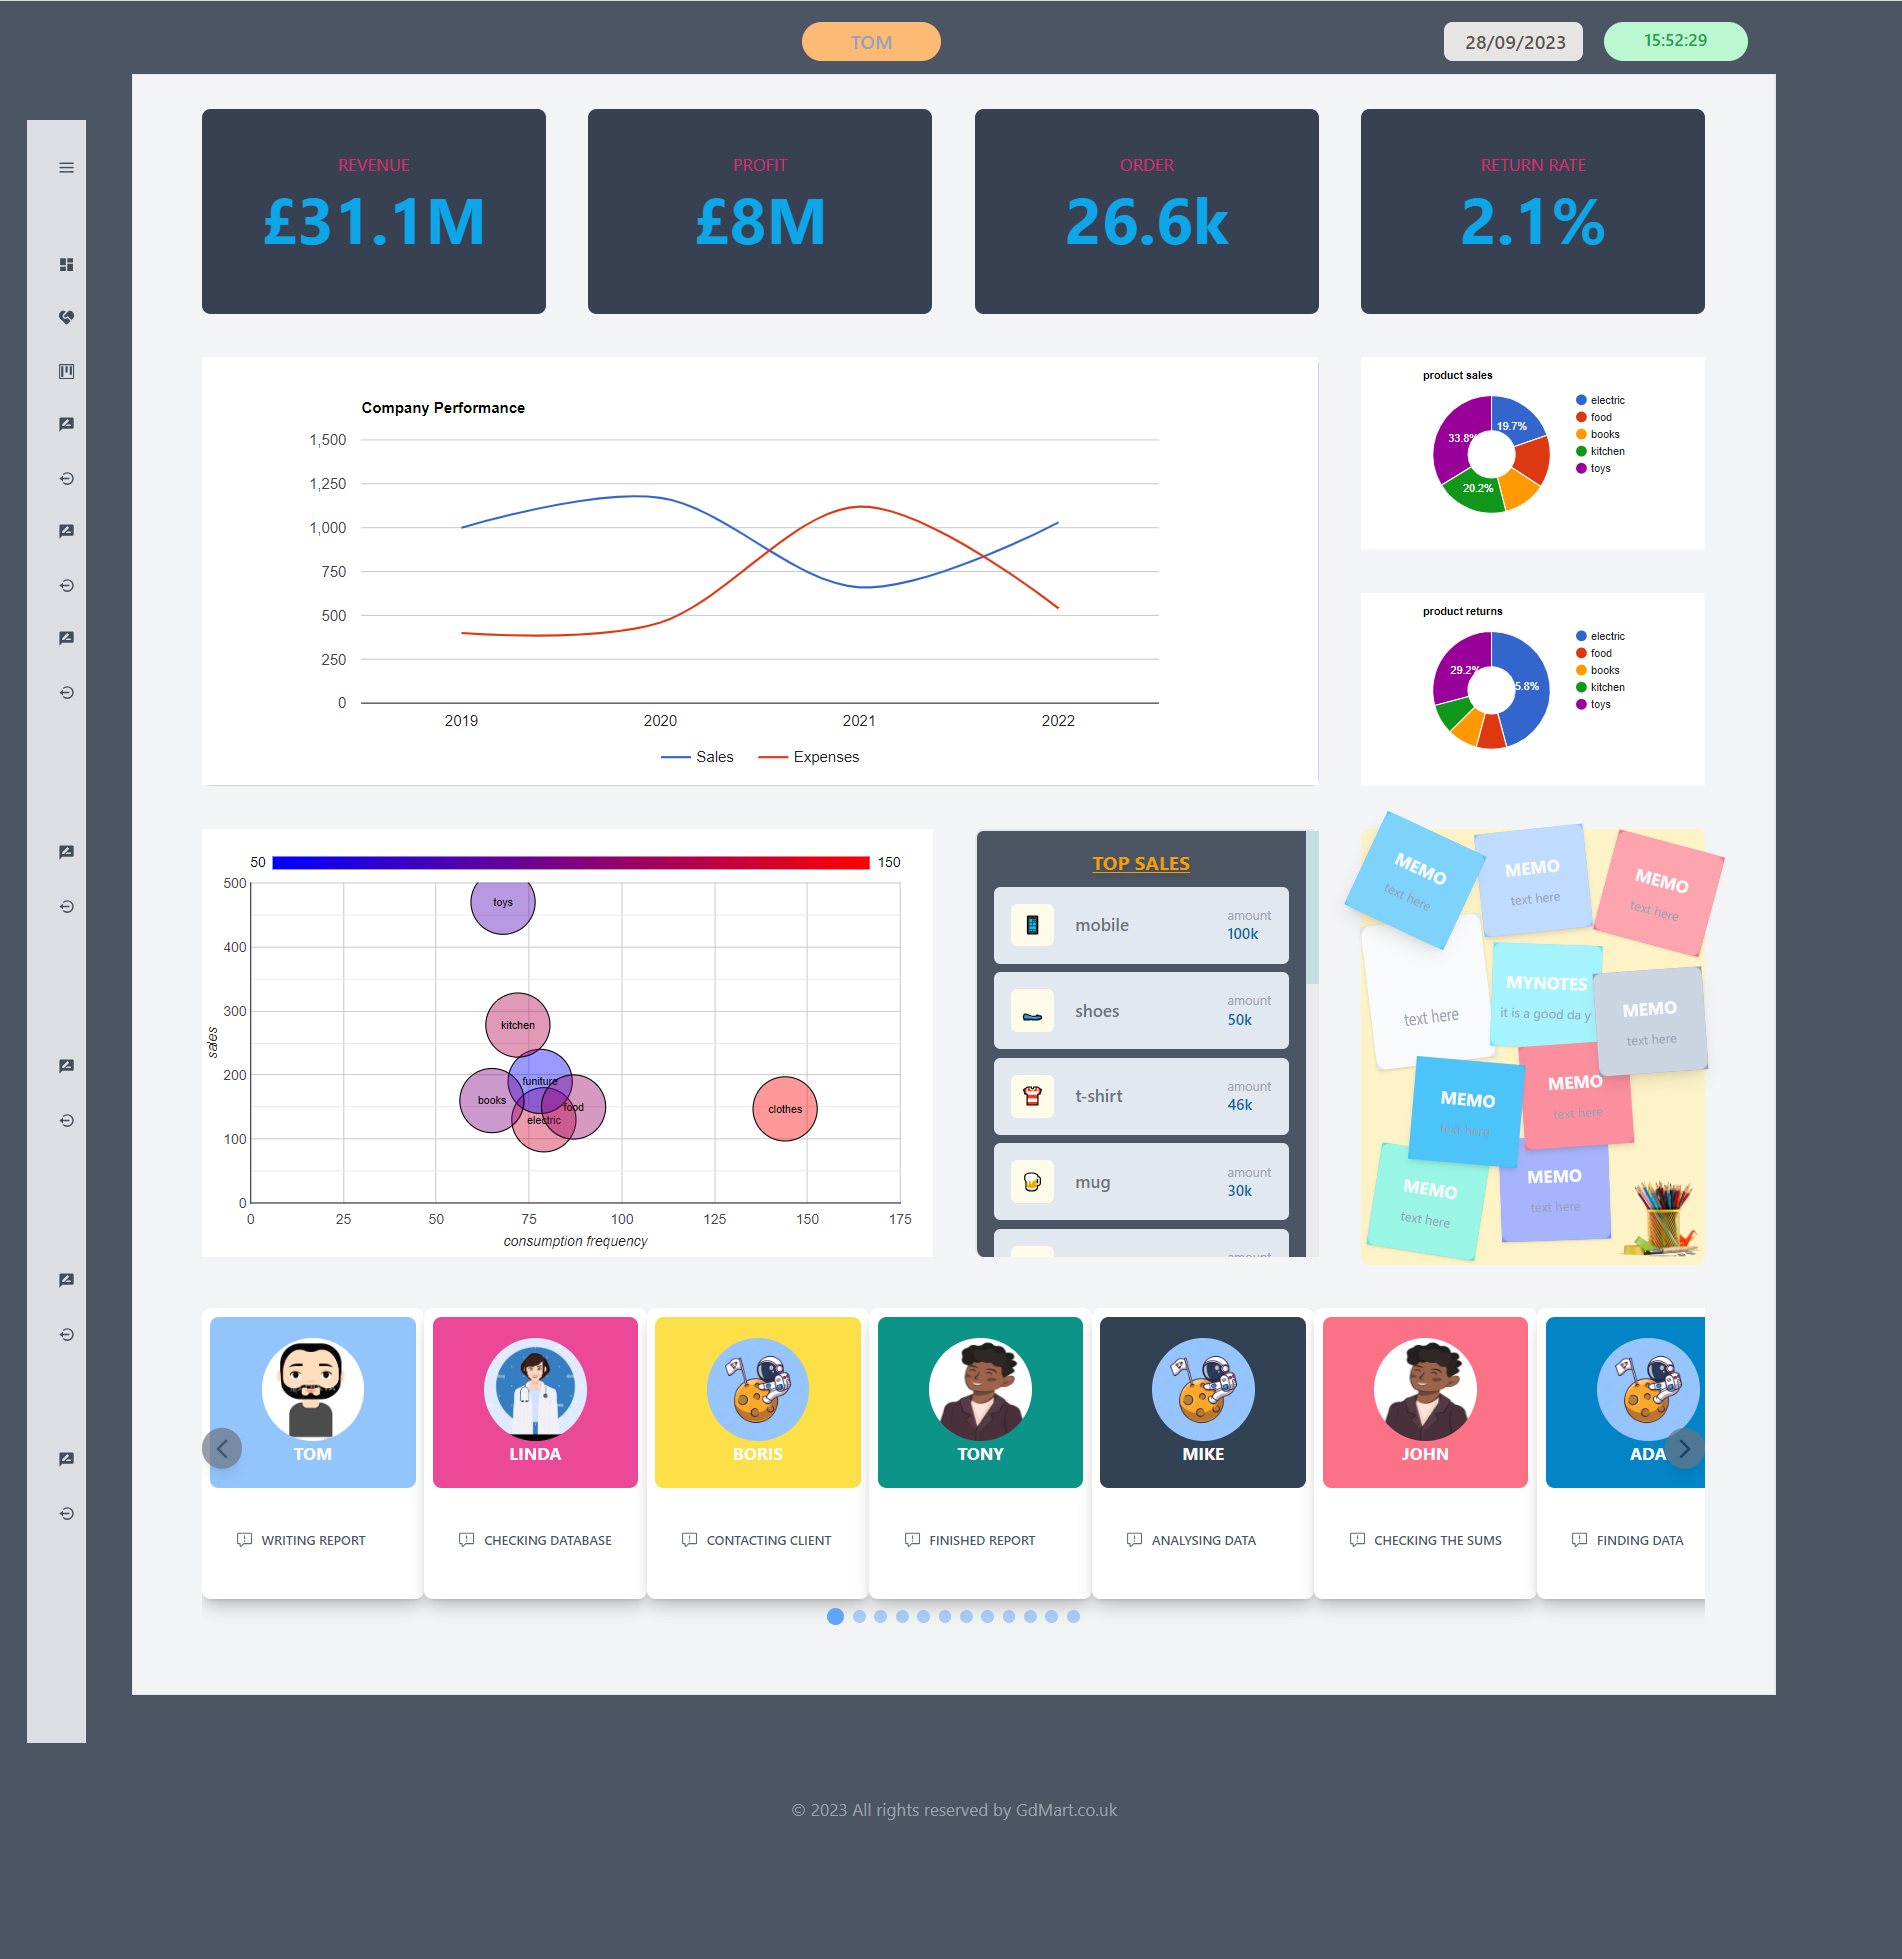 TOM
28/09/2023
15:52:29
REVENUE
£31.1M
PROFIT
£8M
ORDER
26.6k
RETURN RATE
2.1%
Company Performance
1,500
1,250
1,000
750
500
250
0
2019 2020 2021 2022
Sales Expenses
product sales
19.7%
33.8%
20.2%
electric
food
books
kitchen
toys
product returns
29.2%
5.8%
electric
food
books
kitchen
toys
50 150
500
400
300
200
100
0
sales
toys
kitchen
funiture
books
food
electric
clothes
0 25 50 75 100 125 150 175
consumption frequency
TOP SALES
mobile
amount
100k
shoes
amount
50k
t-shirt
amount
46k
mug
amount
30k
amount
MEMO
text here
MEMO
text here
MEMO
text here
text here
MYNOTES
it is a good da y
MEMO
text here
MEMO
text here
MEMO
text here
MEMO
text here
MEMO
text here
TOM
WRITING REPORT
LINDA
CHECKING DATABASE
BORIS
CONTACTING CLIENT
TONY
FINISHED REPORT
MIKE
ANALYSING DATA
JOHN
CHECKING THE SUMS
ADA
FINDING DATA
© 2023 All rights reserved by GdMart.co.uk